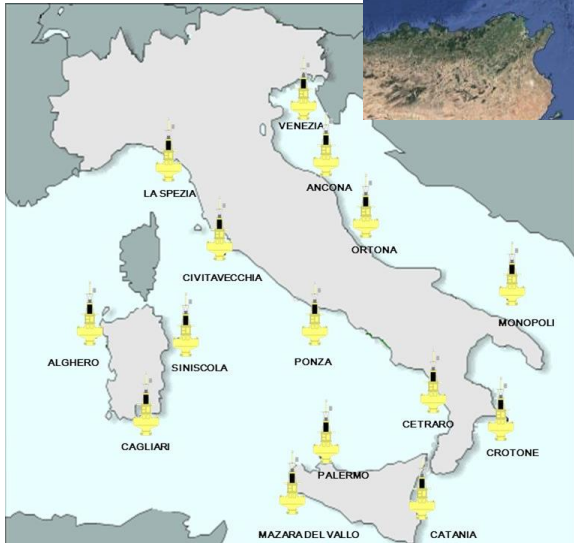 VENEZIA
LA SPEZIA
ANCONA
ORTONA
CIVITAVECCHIA
MONOPOLI
ALGHERO
SINISCOLA
PONZA
CETRARO
CAGLIARI
CROTONE
PALERMO
MAZARA DEL VALLO
CATANIA